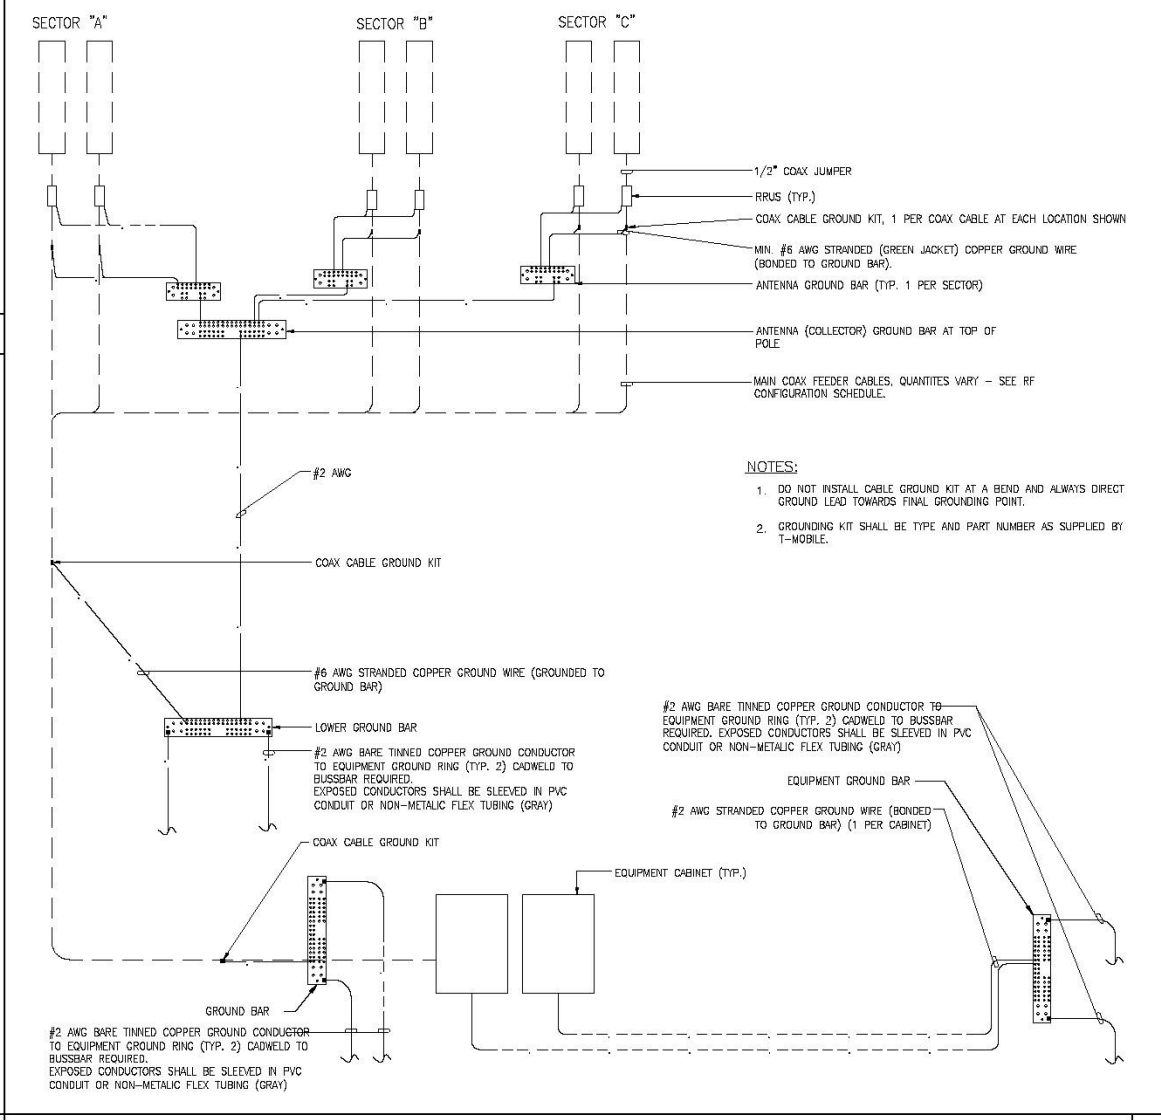 SECTOR "A"
SECTOR "B"
SECTOR "C"
1/2" COAX JUMPER
RRUS (TYP.)
COAX CABLE GROUND KIT, 1 PER COAX CABLE AT EACH LOCATION SHOWN
MIN. #6 AWG STRANDED (GREEN JACKET) COPPER GROUND WIRE
(BONDED TO GROUND BAR).
ANTENNA GROUND BAR (TYP. 1 PER SECTOR)
ANTENNA (COLLECTOR) GROUND BAR AT TOP OF
POLE
MAIN COAX FEEDER CABLES, QUANTITES VARY - SEE RF
CONFIGURATION SCHEDULE.
#2 AWG
NOTES:
1. DO NOT INSTALL CABLE GROUND KIT AT A BEND AND ALWAYS DIRECT
GROUND LEAD TOWARDS FINAL GROUNDING POINT.
2. GROUNDING KIT SHALL BE TYPE AND PART NUMBER AS SUPPLIED BY
T-MOBILE.
COAX CABLE GROUND KIT
#6 AWG STRANDED COPPER GROUND WIRE (GROUNDED TO
GROUND BAR)
LOWER GROUND BAR
#2 AWG BARE TINNED COPPER GROUND CONDUCTOR
TO EQUIPMENT GROUND RING (TYP. 2) CADWELD TO
BUSSBAR REQUIRED.
EXPOSED CONDUCTORS SHALL BE SLEEVED IN PVC
CONDUIT OR NON-METALIC FLEX TUBING (GRAY)
#2 AWG BARE TINNED COPPER GROUND CONDUCTOR TO
EQUIPMENT GROUND RING (TYP. 2) CADWELD TO BUSSBAR
REQUIRED. EXPOSED CONDUCTORS SHALL BE SLEEVED IN PVC
CONDUIT OR NON-METALIC FLEX TUBING (GRAY)
EQUIPMENT GROUND BAR
#2 AWG STRANDED COPPER GROUND WIRE (BONDED
TO GROUND BAR) (1 PER CABINET)
COAX CABLE GROUND KIT
EQUIPMENT CABINET (TYP.)
GROUND BAR
#2 AWG BARE TINNED COPPER GROUND CONDUCTOR
TO EQUIPMENT GROUND RING (TYP. 2) CADWELD TO
BUSSBAR REQUIRED.
EXPOSED CONDUCTORS SHALL BE SLEEVED IN PVC
CONDUIT OR NON-METALIC FLEX TUBING (GRAY)